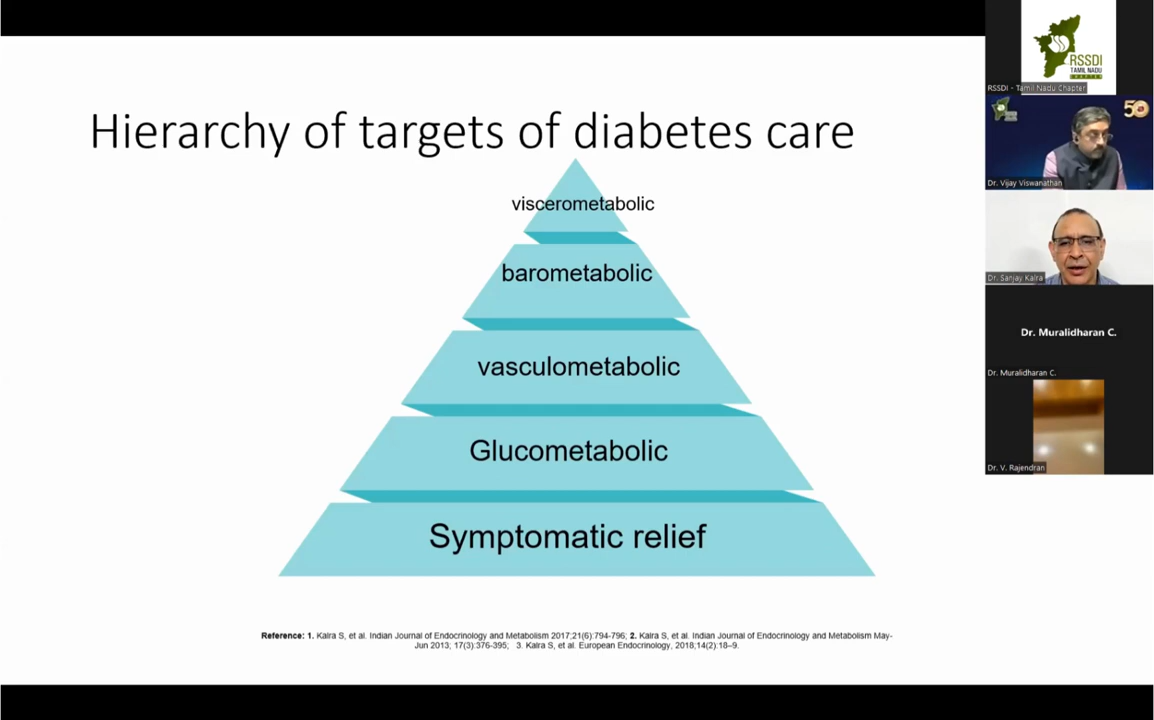 Hierarchy of targets of diabetes care
viscerometabolic
barometabolic
vasculometabolic
Glucometabolic
Symptomatic relief
Reference: 1. Kalra S, et al. Indian Journal of Endocrinology and Metabolism 2017;21(6):794-796; 2. Kalra S, et al. Indian Journal of Endocrinology and Metabolism May-
Jun 2013; 17(3):376-395; 3. Kalra S, et al. European Endocrinology, 2018;14(2):18–9.
RSSDI
TAMIL NADU
CHAPTER
RSSDI - Tamil Nadu Chapter
50
Dr. Vijay Viswanathan
Dr. Sanjay Kalra
Dr. Muralidharan C.
Dr. Muralidharan C.
Dr. V. Rajendran